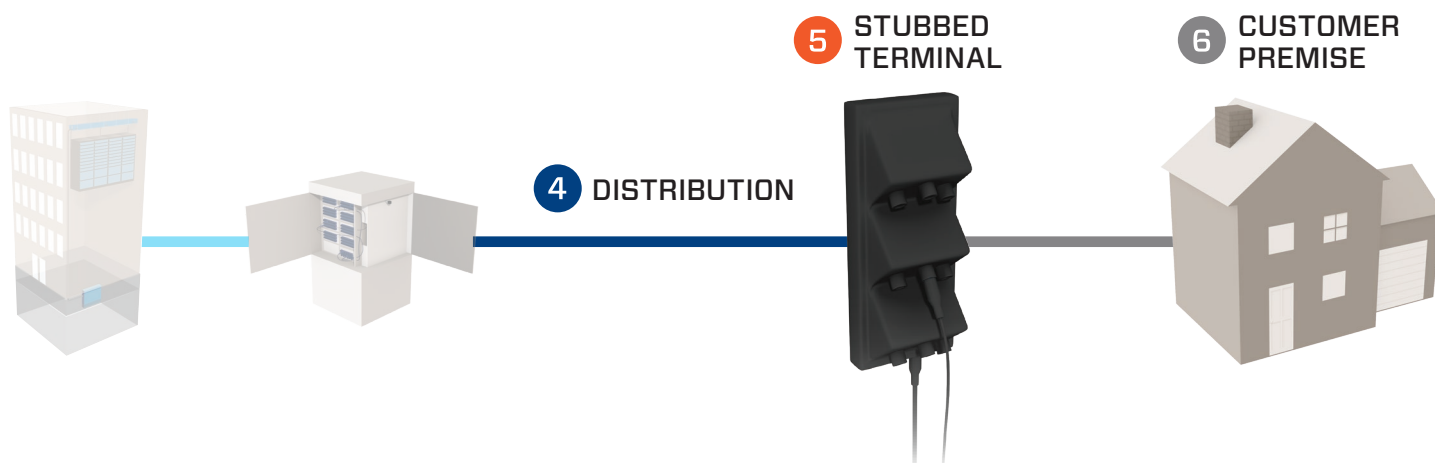 4 DISTRIBUTION
5 STUBBED
TERMINAL
6 CUSTOMER
PREMISE